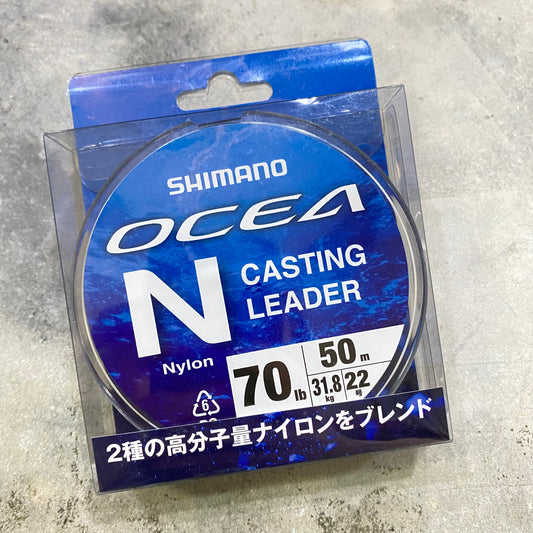 SHIMANO
OCEA
N CASTING
LEADER
Nylon
70 lb
50 m
31.8 kg
22 号
6
2種の高分子量ナイロンをブレンド